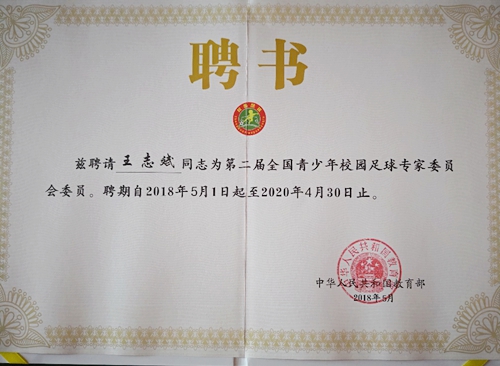 聘书
兹聘请王志斌同志为第二届全国青少年校园足球专家委员
会委员。聘期自2018年5月1日起至2020年4月30日止。
中华人民共和国教育部
2018年5月